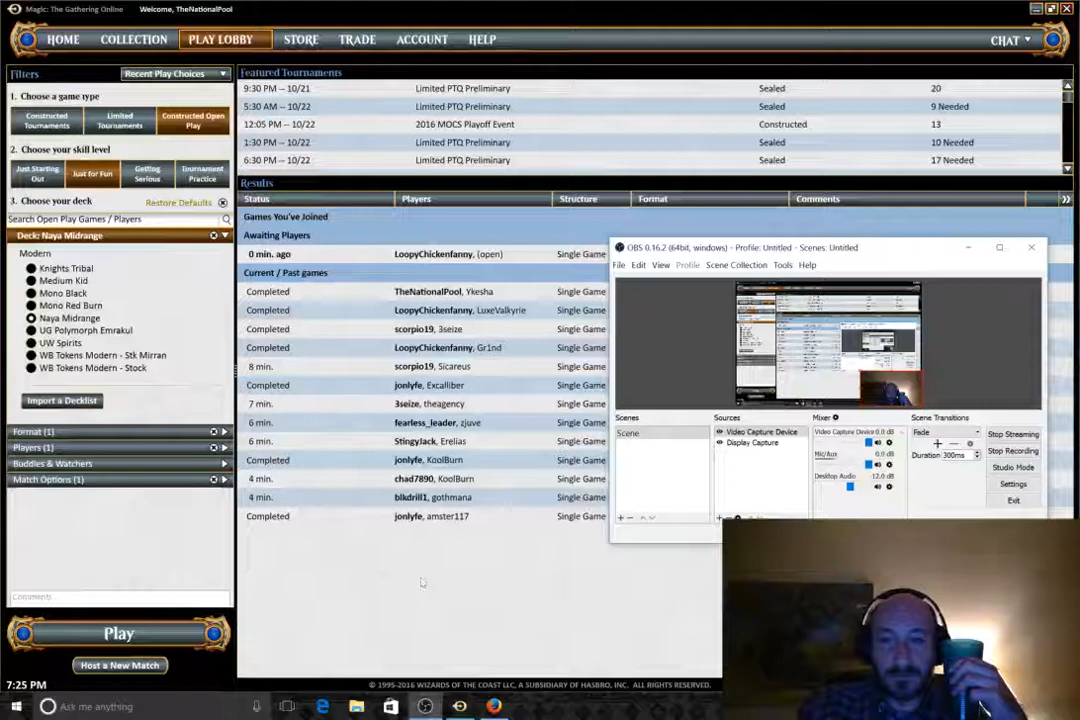 Magic: The Gathering Online Welcome, TheNationalPool
HOME COLLECTION PLAY LOBBY STORE TRADE ACCOUNT HELP CHAT
Filters Recent Play Choices
1. Choose a game type
Constructed Tournaments Limited Tournaments Constructed Open Play
2. Choose your skill level
Just Starting Out Just for Fun Getting Serious Tournament Practice
3. Choose your deck Restore Defaults
Search Open Play Games / Players
Deck: Naya Midrange
Modern
Knights Tribal
Medium Kid
Mono Black
Mono Red Burn
Naya Midrange
UG Polymorph Emrakul
UW Spirits
WB Tokens Modern - Stk Mirran
WB Tokens Modern - Stock
Import a Decklist
Format (1)
Players (1)
Buddies & Watchers
Match Options (1)
Comments...
Play
Host a New Match
7:25 PM
Featured Tournaments
9:30 PM -- 10/21 Limited PTQ Preliminary Sealed 20
5:30 AM -- 10/22 Limited PTQ Preliminary Sealed 9 Needed
12:05 PM -- 10/22 2016 MOCS Playoff Event Constructed 13
1:30 PM -- 10/22 Limited PTQ Preliminary Sealed 10 Needed
6:30 PM -- 10/22 Limited PTQ Preliminary Sealed 17 Needed
Results
Status Players Structure Format Comments
Games You've Joined
Awaiting Players
0 min. ago LoopyChickenfanny, (open) Single Game
Current / Past games
Completed TheNationalPool, Ykesha Single Game
Completed LoopyChickenfanny, LuxeValkyrie Single Game
Completed scorpio19, 3seize Single Game
Completed LoopyChickenfanny, Gr1nd Single Game
8 min. scorpio19, Sicareus Single Game
Completed jonlyfe, Excalliber Single Game
7 min. 3seize, theagency Single Game
6 min. fearless_leader, zjuve Single Game
6 min. StingyJack, Erelias Single Game
Completed jonlyfe, KoolBurn Single Game
4 min. chad7890, KoolBurn Single Game
4 min. blkdrill1, gothmana Single Game
Completed jonlyfe, amster117 Single Game
OBS 0.16.2 (64bit, windows) - Profile: Untitled - Scenes: Untitled
File Edit View Profile Scene Collection Tools Help
Scenes Sources Mixer Scene Transitions
Scene
Video Capture Device
Display Capture
Video Capture Device 0.0 dB
Mic/Aux 0.0 dB
Desktop Audio 12.0 dB
Fade
Duration 300ms
Stop Streaming
Stop Recording
Studio Mode
Settings
Exit
© 1995-2016 WIZARDS OF THE COAST LLC, A SUBSIDIARY OF HASBRO, INC. ALL RIGHTS RESERVED.
Ask me anything